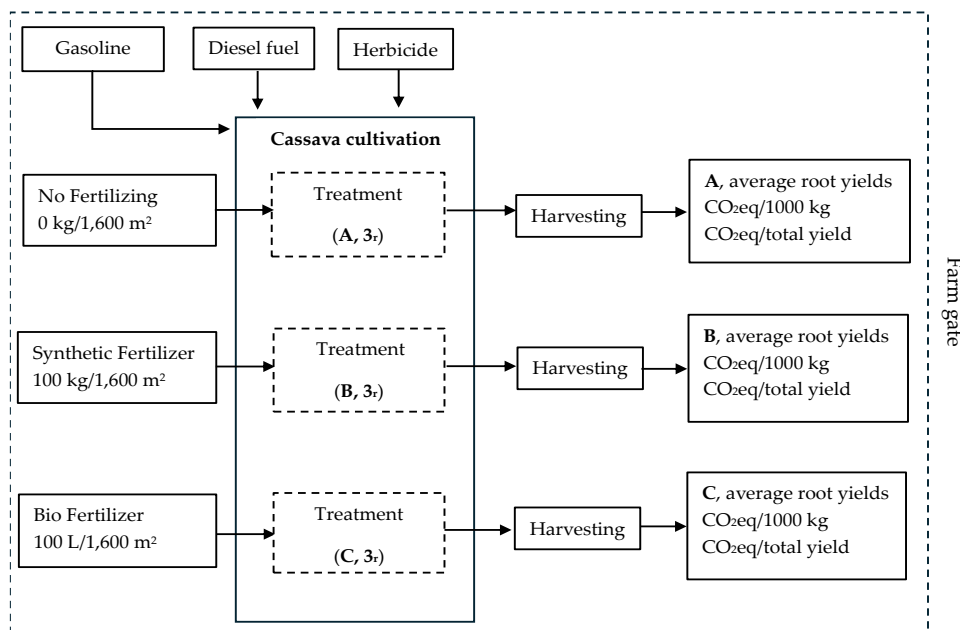 Gasoline
Diesel fuel
Herbicide
Cassava cultivation
No Fertilizing
0 kg/1,600 m²
Treatment
(A, 3ᵣ)
Harvesting
A, average root yields
CO₂eq/1000 kg
CO₂eq/total yield
Synthetic Fertilizer
100 kg/1,600 m²
Treatment
(B, 3ᵣ)
Harvesting
B, average root yields
CO₂eq/1000 kg
CO₂eq/total yield
Bio Fertilizer
100 L/1,600 m²
Treatment
(C, 3ᵣ)
Harvesting
C, average root yields
CO₂eq/1000 kg
CO₂eq/total yield
Farm gate